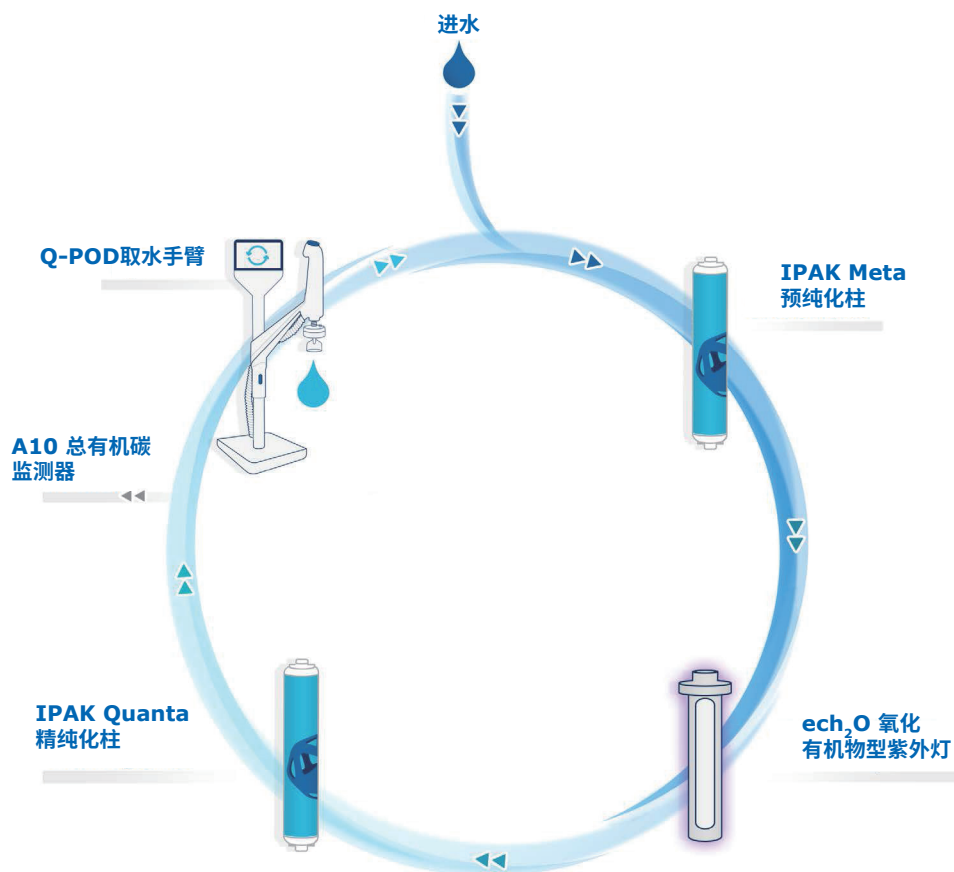 进水
Q-POD取水手臂
IPAK Meta
预纯化柱
A10 总有机碳
监测器
IPAK Quanta
精纯化柱
ech₂O 氧化
有机物型紫外灯